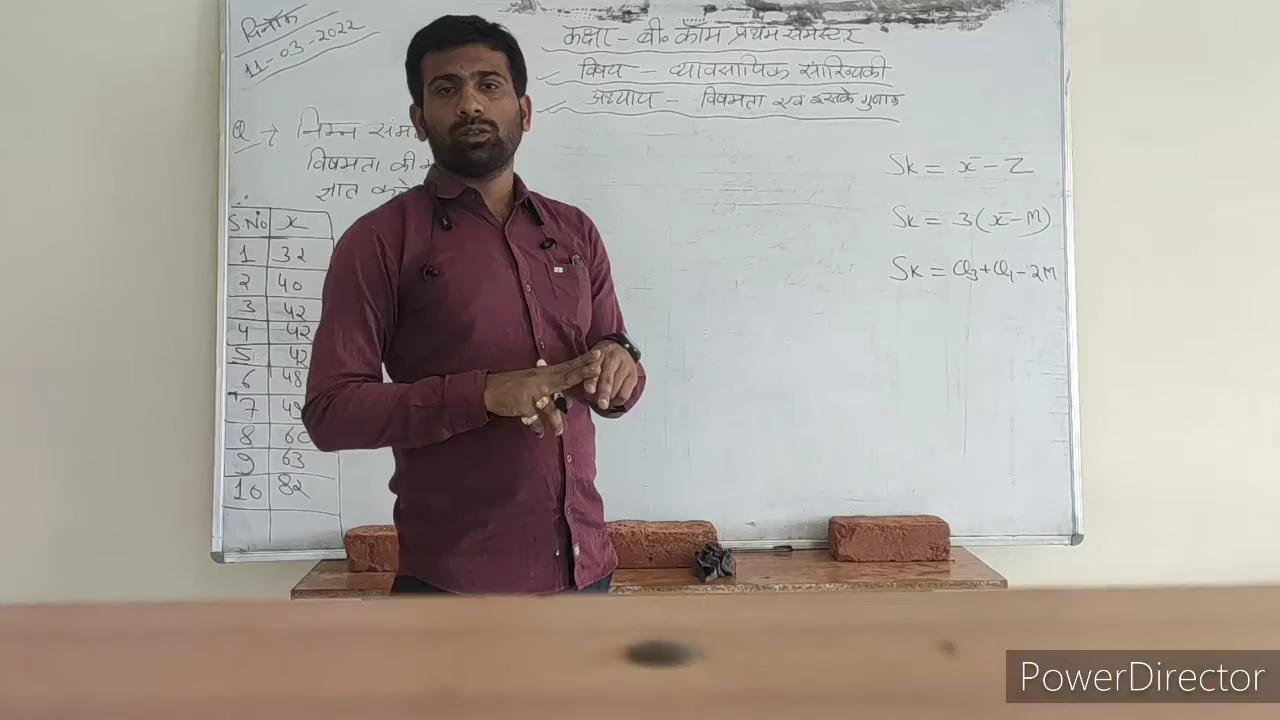 दिनाँक
11-03-2022
कक्षा - बी० कॉम प्रथम सेमेस्टर
विषय - व्यावसायिक सांख्यिकी
अध्याय - विषमता एवं इसके गुणांक
Q → निम्न
विषमता की
ज्ञात
S.No x
1 32
2 40
3 42
4 42
5 42
6 48
7 49
8 60
9 63
10 82
Sk = x̄ - Z
Sk = 3(x̄ - M)
Sk = Q₃ + Q₁ - 2M
PowerDirector